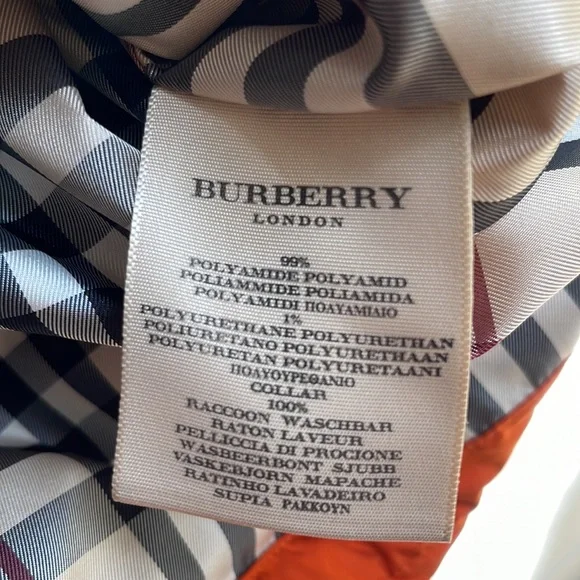 BURBERRY
LONDON
99%
POLYAMIDE POLYAMID
POLIAMMIDE POLIAMIDA
POLYAMIDI ΠΟΛΥΑΜΙΔΙΟ
1%
POLYURETHANE POLYURETHAN
POLIURETANO POLYURETHAAN
POLYURETAN POLYURETAANI
ΠΟΛΥΟΥΡΕΘΑΝΙΟ
COLLAR
100%
RACCOON WASCHBAR
RATON LAVEUR
PELLICCIA DI PROCIONE
WASBEERBONT SJUBB
VASKEBJORN MAPACHE
RATINHO LAVADEIRO
SUPIA ΡΑΚΚΟΥΝ